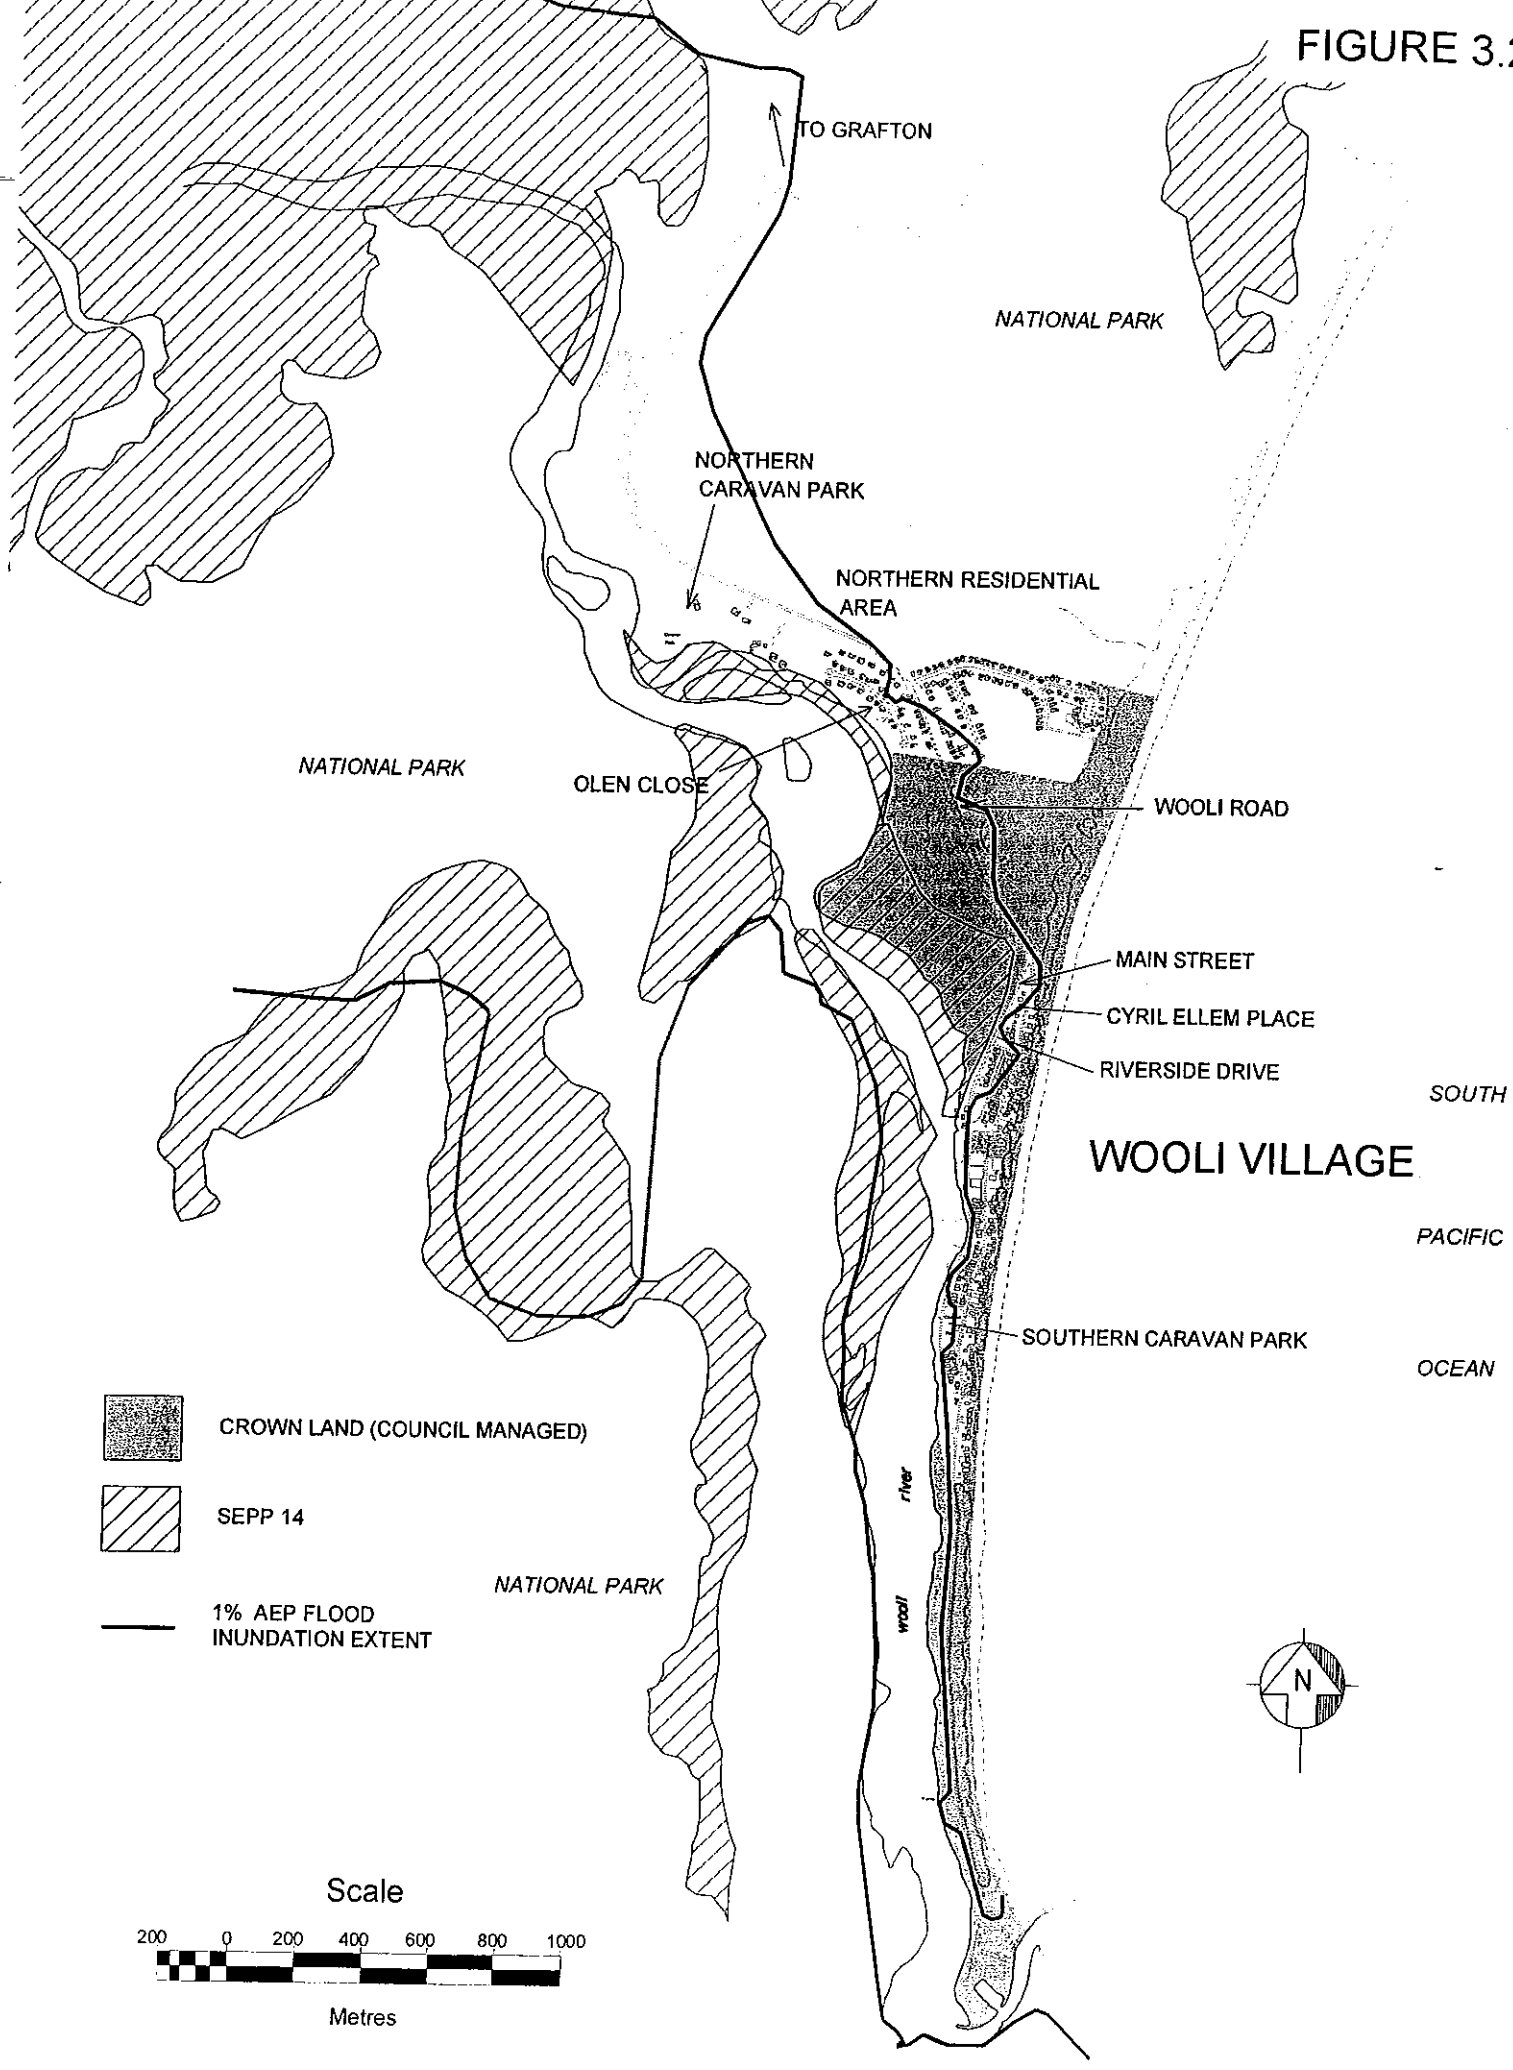 FIGURE 3.2
TO GRAFTON
NATIONAL PARK
NORTHERN
CARAVAN PARK
NORTHERN RESIDENTIAL
AREA
NATIONAL PARK
OLEN CLOSE
WOOLI ROAD
MAIN STREET
CYRIL ELLEM PLACE
RIVERSIDE DRIVE
SOUTH
WOOLI VILLAGE
PACIFIC
SOUTHERN CARAVAN PARK
OCEAN
CROWN LAND (COUNCIL MANAGED)
river
SEPP 14
NATIONAL PARK
wooli
1% AEP FLOOD
INUNDATION EXTENT
N
Scale
200 0 200 400 600 800 1000
Metres